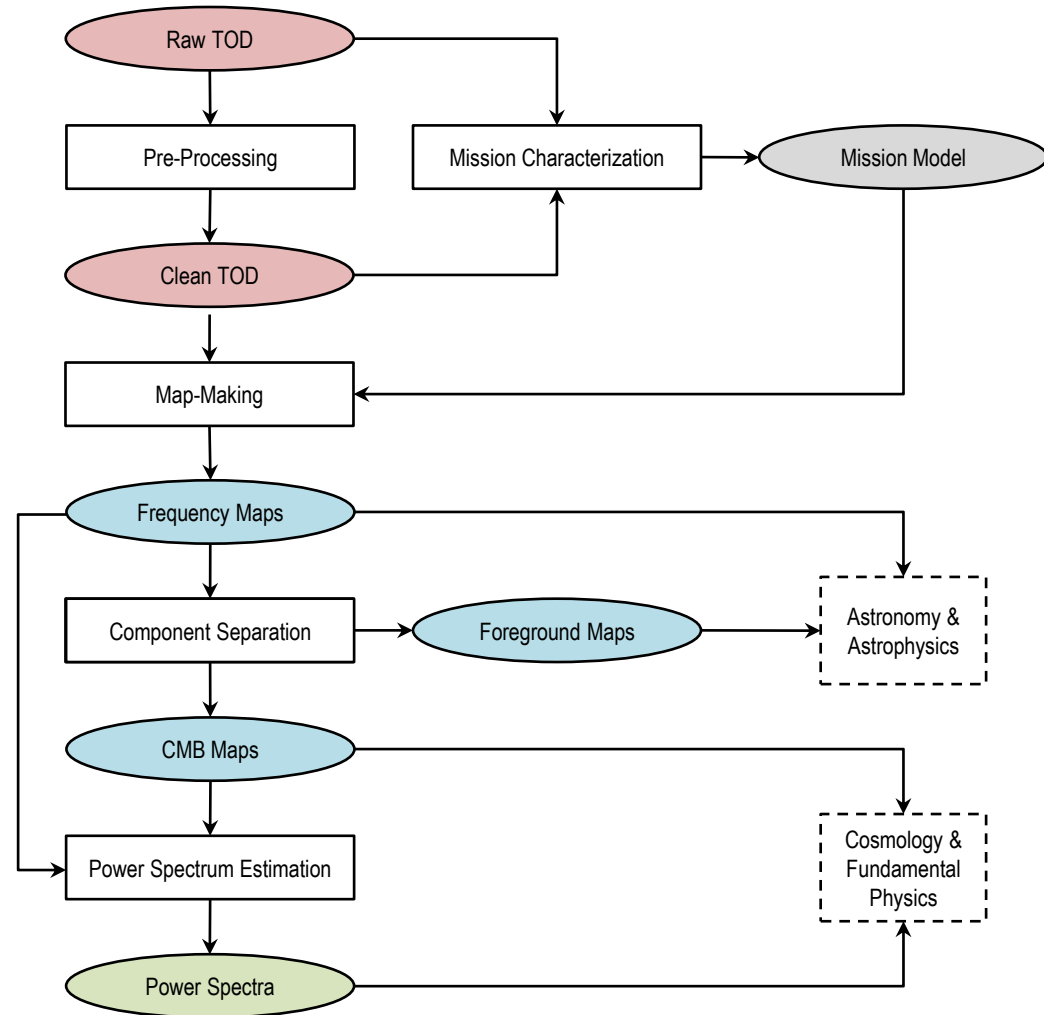 Raw TOD
Pre-Processing
Mission Characterization
Mission Model
Clean TOD
Map-Making
Frequency Maps
Component Separation
Foreground Maps
Astronomy &
Astrophysics
CMB Maps
Power Spectrum Estimation
Cosmology &
Fundamental
Physics
Power Spectra